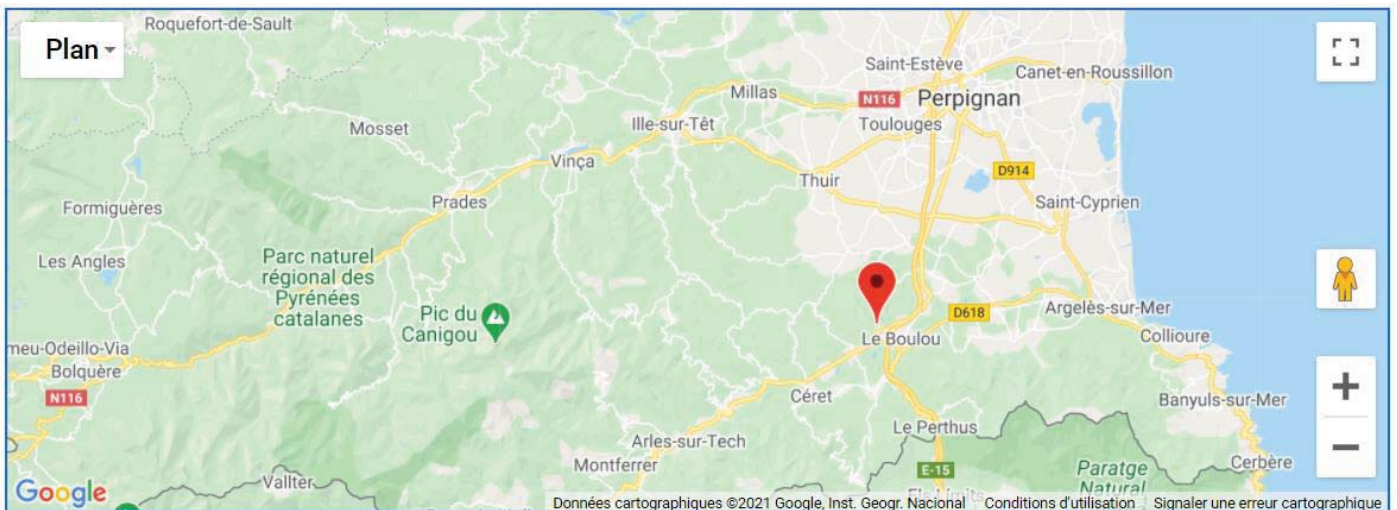 Roquefort-de-Sault
Plan
Saint-Estève
Canet-en-Roussillon
Millas
N116
Perpignan
Mosset
Ille-sur-Têt
Toulouges
Vinça
D914
Thuir
Prades
Saint-Cyprien
Formiguères
Les Angles
Parc naturel
régional des
Pyrénées
catalanes
Pic du
Canigou
D618
Argelès-sur-Mer
Le Boulou
Collioure
meu-Odeillo-Via
Bolquère
N116
Céret
Banyuls-sur-Mer
Le Perthus
Arles-sur-Tech
Montferrer
E-15
Paratge
Natural
Cerbère
Vallter
Els Límits
Google
Données cartographiques ©2021 Google, Inst. Geogr. Nacional
Conditions d'utilisation
Signaler une erreur cartographique